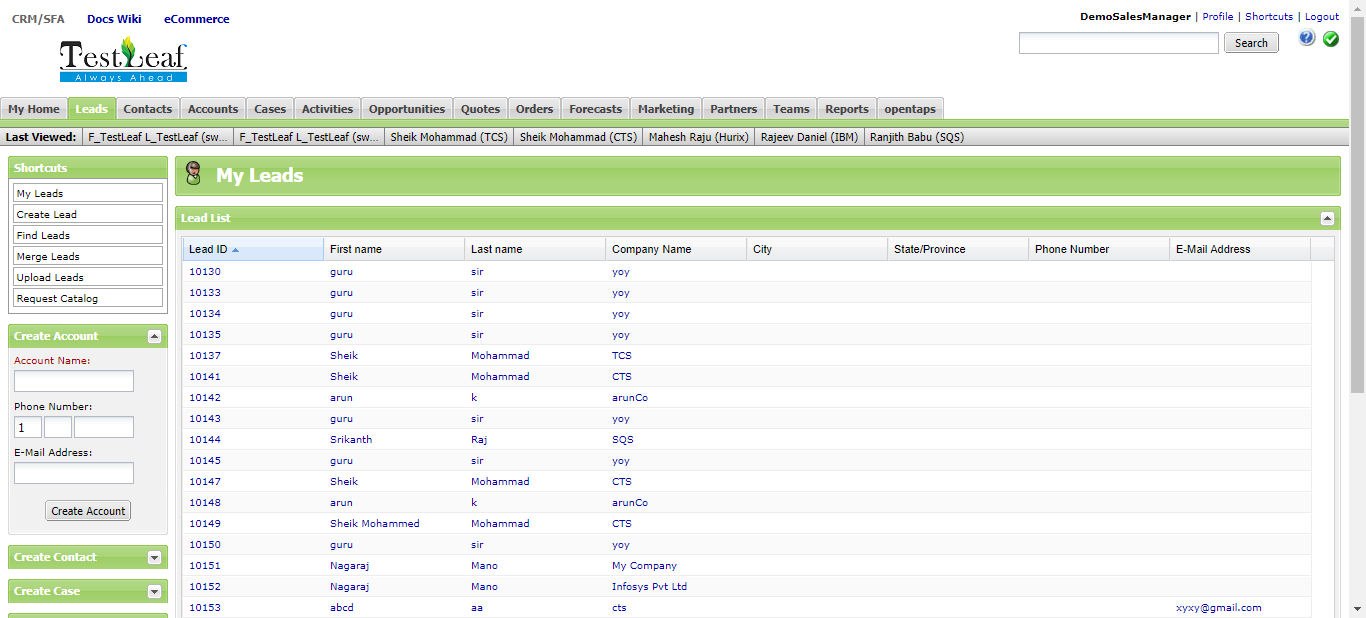 CRM/SFA Docs Wiki eCommerce
DemoSalesManager | Profile | Shortcuts | Logout
TestLeaf
Always Ahead
Search
My Home Leads Contacts Accounts Cases Activities Opportunities Quotes Orders Forecasts Marketing Partners Teams Reports opentaps
Last Viewed: F_TestLeaf L_TestLeaf (sw... F_TestLeaf L_TestLeaf (sw... Sheik Mohammad (TCS) Sheik Mohammad (CTS) Mahesh Raju (Hurix) Rajeev Daniel (IBM) Ranjith Babu (SQS)
Shortcuts
My Leads
Create Lead
Find Leads
Merge Leads
Upload Leads
Request Catalog
Create Account
Account Name:
Phone Number:
1
E-Mail Address:
Create Account
Create Contact
Create Case
My Leads
Lead List
Lead ID First name Last name Company Name City State/Province Phone Number E-Mail Address
10130 guru sir yoy
10133 guru sir yoy
10134 guru sir yoy
10135 guru sir yoy
10137 Sheik Mohammad TCS
10141 Sheik Mohammad CTS
10142 arun k arunCo
10143 guru sir yoy
10144 Srikanth Raj SQS
10145 guru sir yoy
10147 Sheik Mohammad CTS
10148 arun k arunCo
10149 Sheik Mohammed Mohammad CTS
10150 guru sir yoy
10151 Nagaraj Mano My Company
10152 Nagaraj Mano Infosys Pvt Ltd
10153 abcd aa cts xyxy@gmail.com